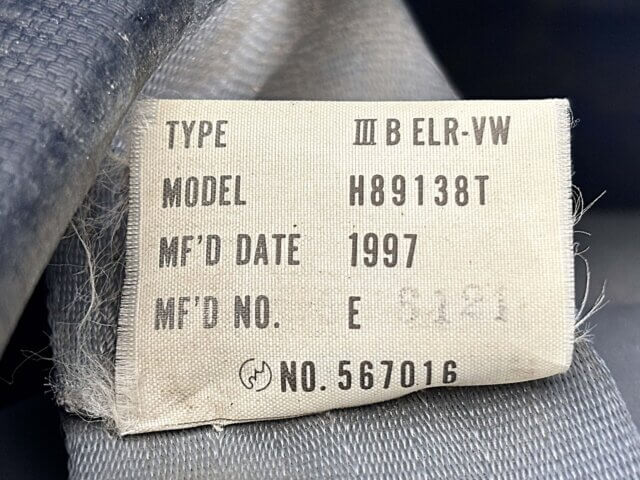 TYPE Ⅲ B ELR-VW
MODEL H89138T
MF'D DATE 1997
MF'D NO. E
NO. 567016